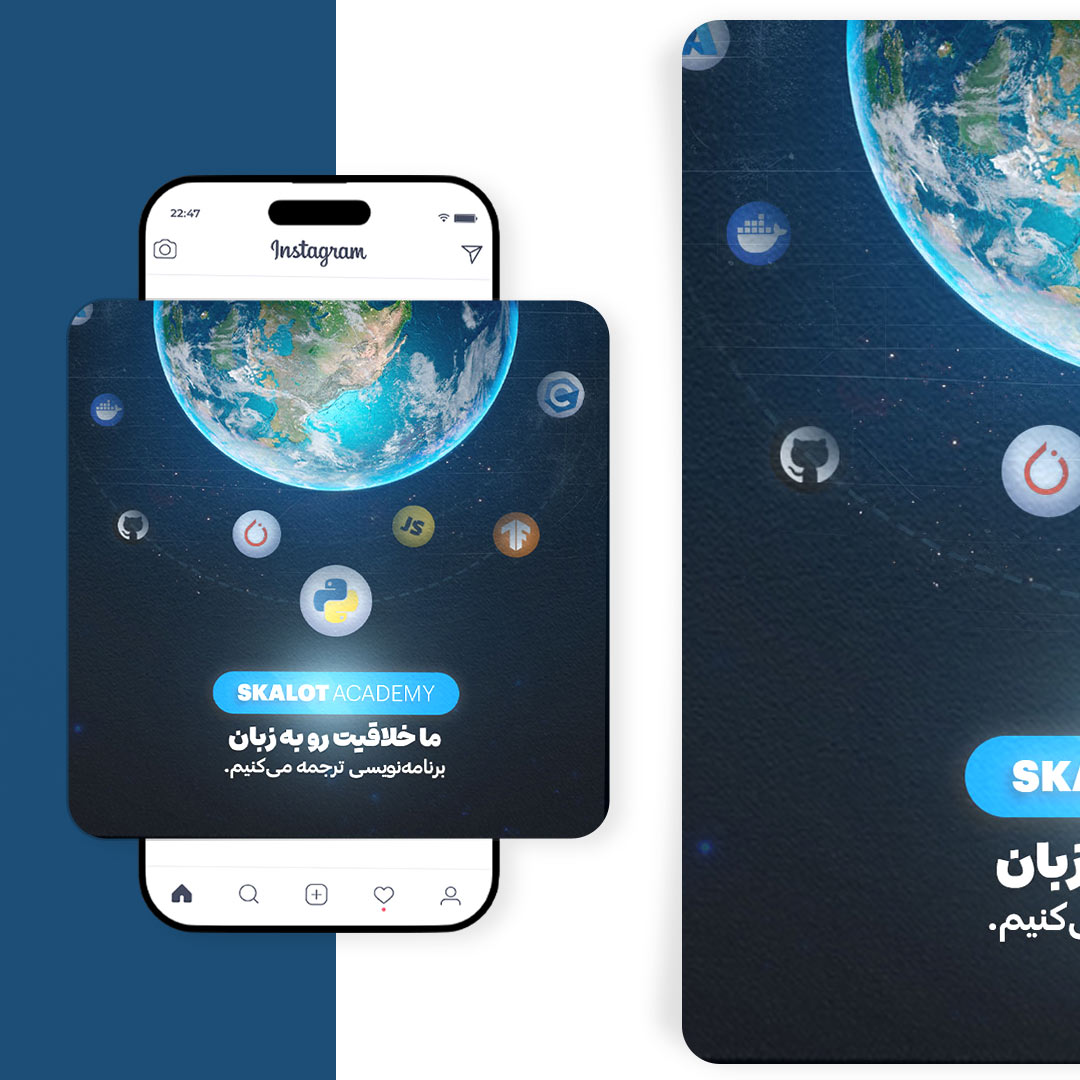 22:47
Instagram
JS
SKALOT ACADEMY
ما خلاقیت رو به زبان
برنامه‌نویسی ترجمه می‌کنیم.
SKA
زبان
ی‌کنیم.